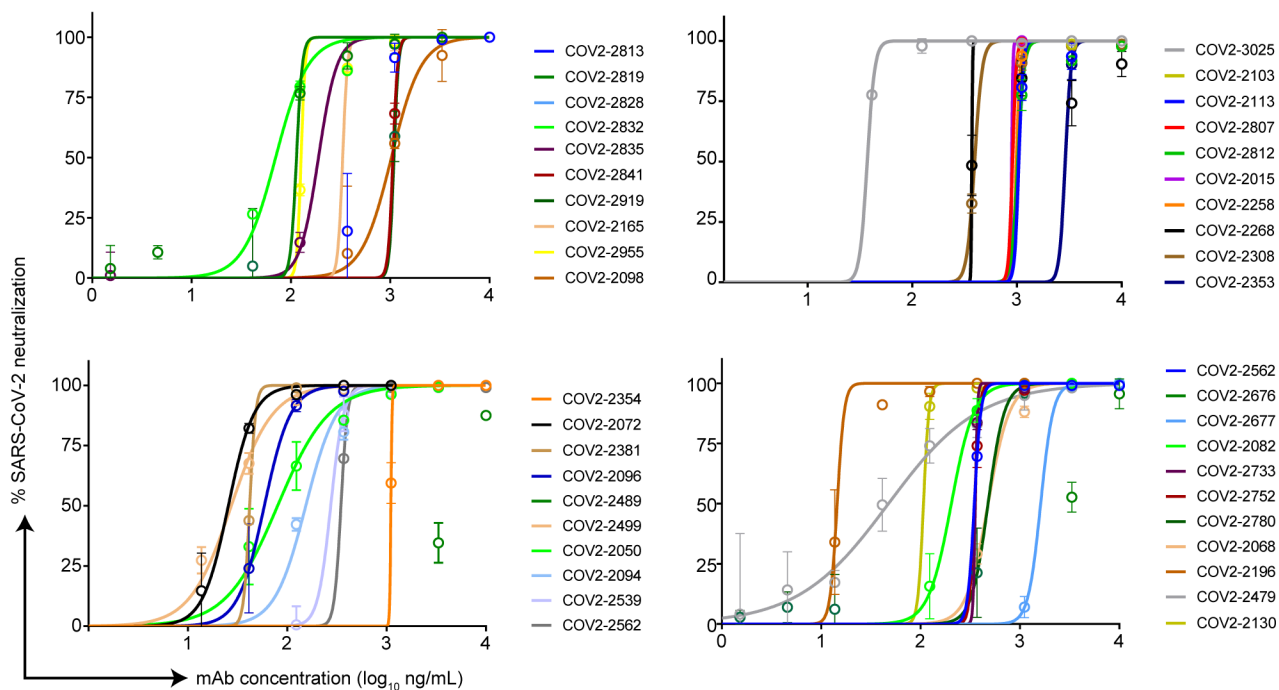 % SARS-CoV-2 neutralization
mAb concentration (log10 ng/mL)
100
75
50
25
0
0 1 2 3 4
COV2-2813
COV2-2819
COV2-2828
COV2-2832
COV2-2835
COV2-2841
COV2-2919
COV2-2165
COV2-2955
COV2-2098
100
75
50
25
0
1 2 3 4
COV2-3025
COV2-2103
COV2-2113
COV2-2807
COV2-2812
COV2-2015
COV2-2258
COV2-2268
COV2-2308
COV2-2353
100
75
50
25
0
1 2 3 4
COV2-2354
COV2-2072
COV2-2381
COV2-2096
COV2-2489
COV2-2499
COV2-2050
COV2-2094
COV2-2539
COV2-2562
100
75
50
25
0
0 1 2 3 4
COV2-2562
COV2-2676
COV2-2677
COV2-2082
COV2-2733
COV2-2752
COV2-2780
COV2-2068
COV2-2196
COV2-2479
COV2-2130